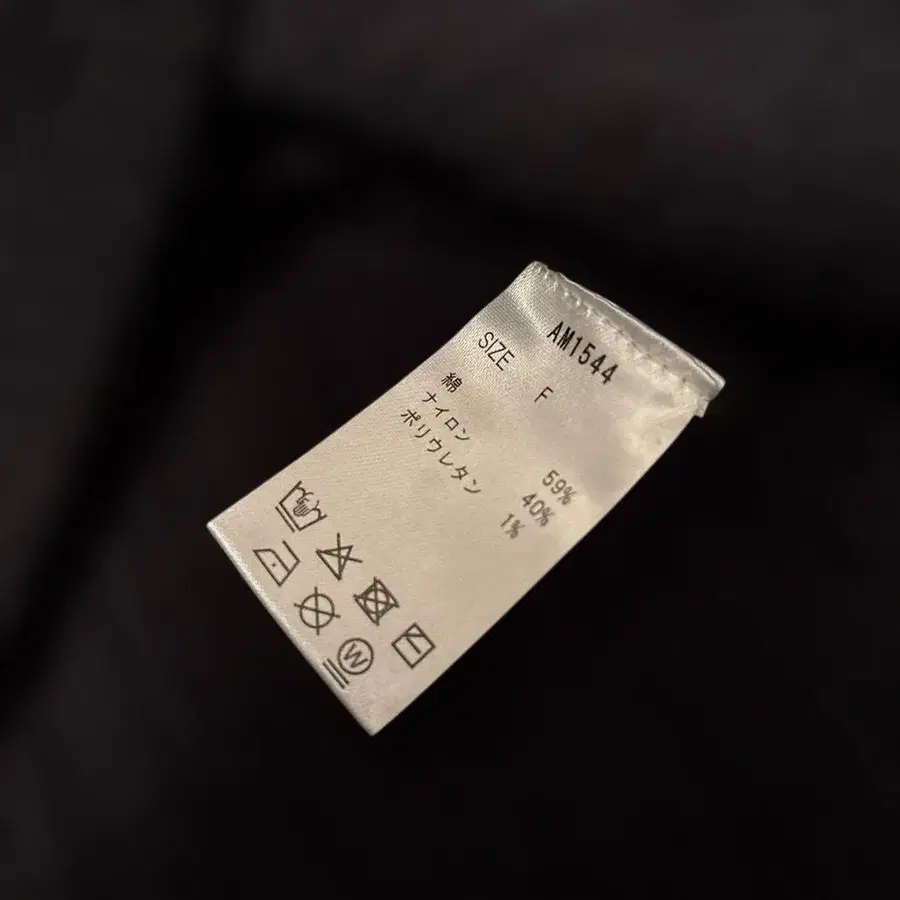 AM1544
SIZE F
綿 59%
ナイロン 40%
ポリウレタン 1%
W